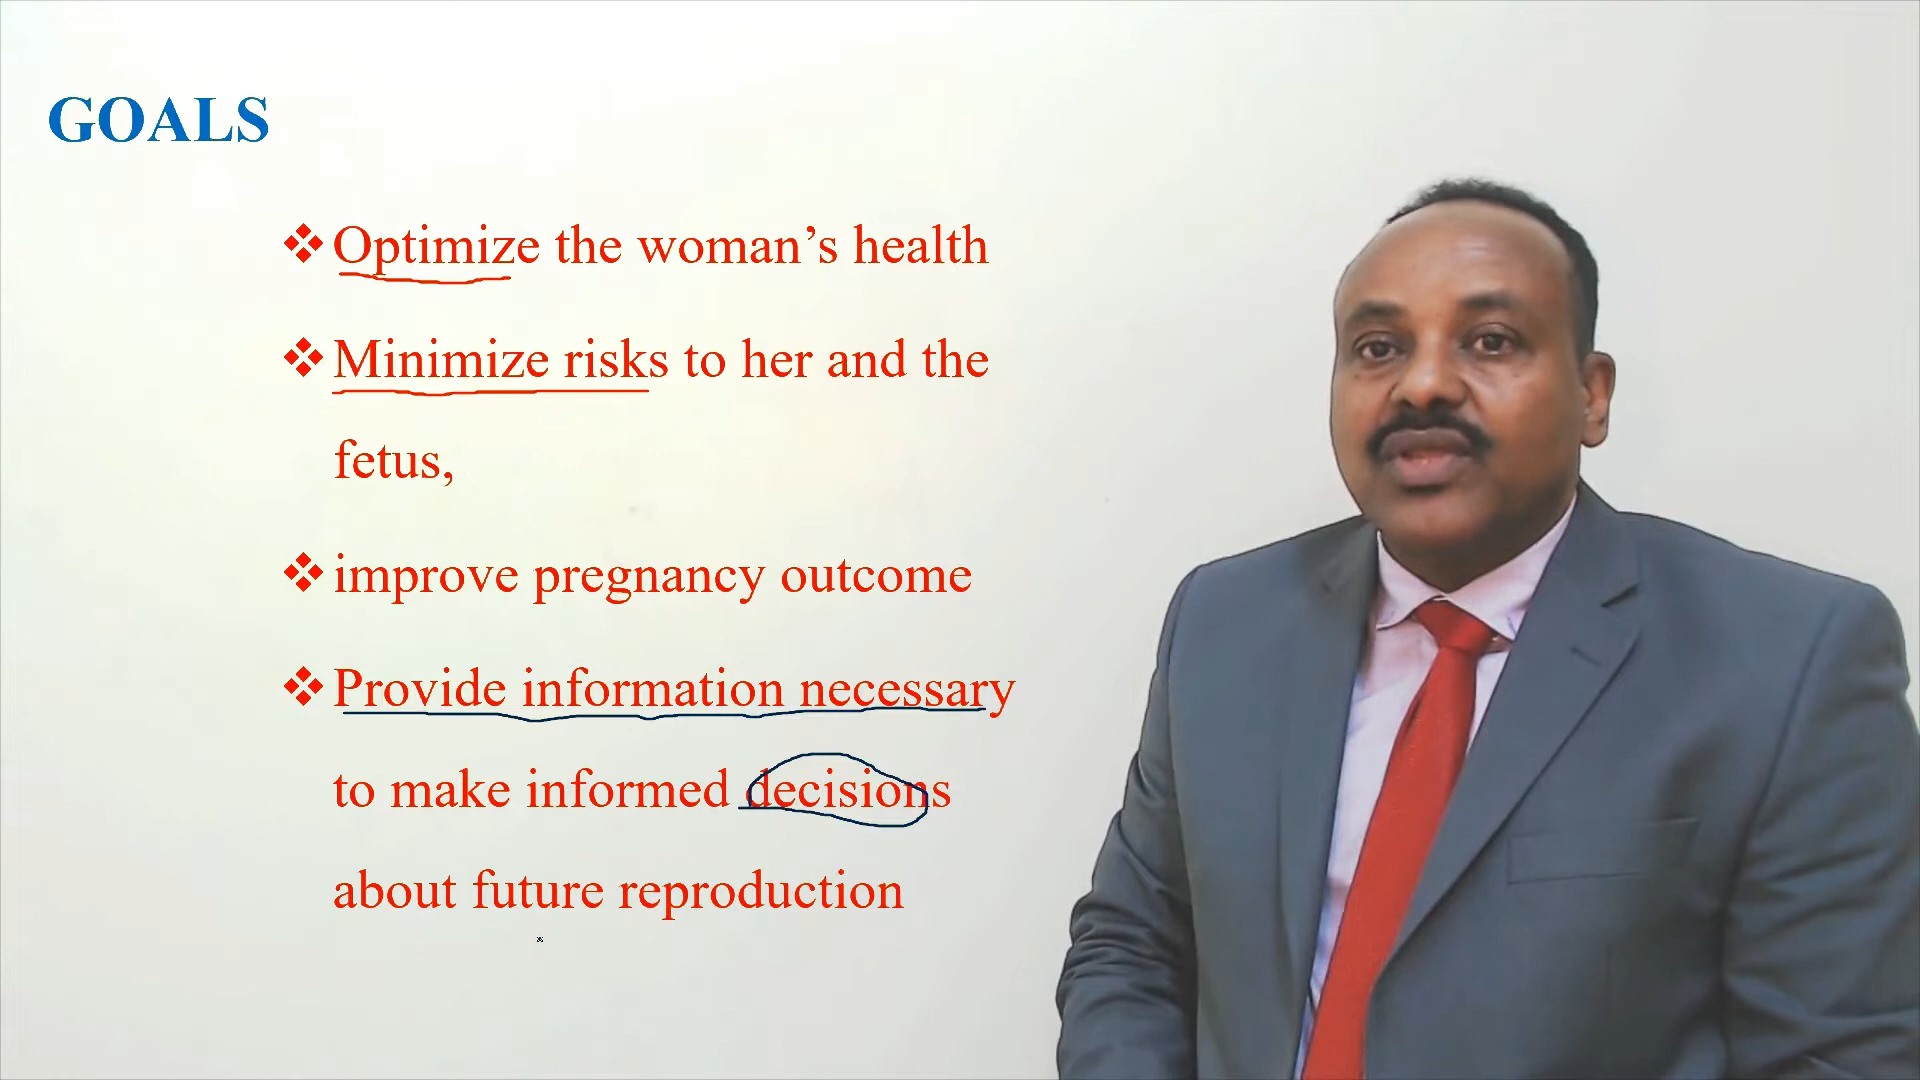 GOALS
❖ Optimize the woman’s health
❖ Minimize risks to her and the
fetus,
❖ improve pregnancy outcome
❖ Provide information necessary
to make informed decisions
about future reproduction